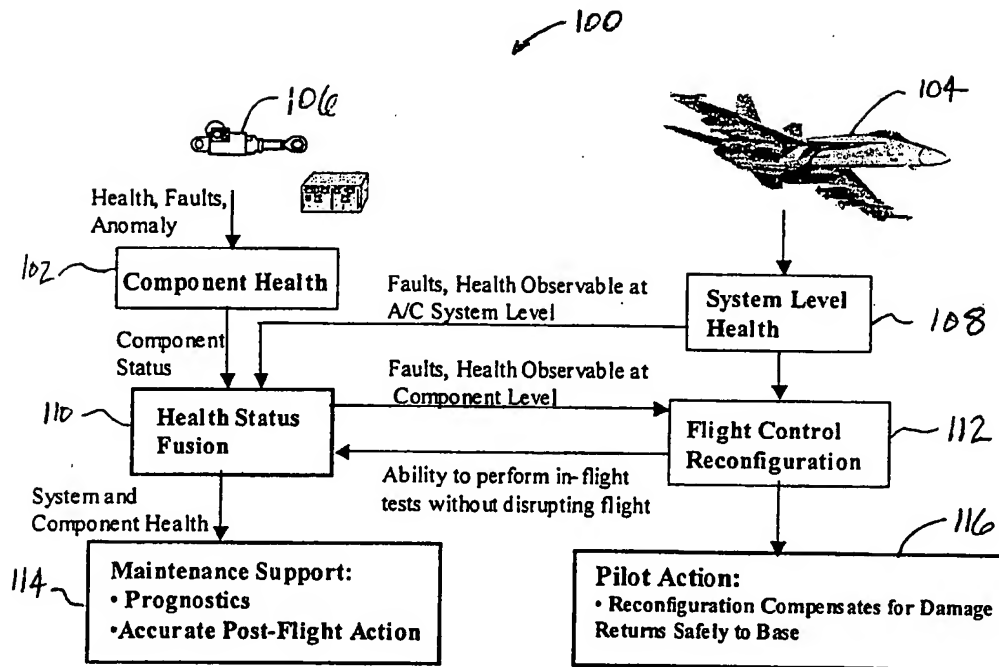 100
106
104
Health, Faults,
Anomaly
102
Component Health
Faults, Health Observable at
A/C System Level
System Level
Health
108
Component
Status
Faults, Health Observable at
Component Level
110
Health Status
Fusion
Flight Control
Reconfiguration
112
Ability to perform in-flight
tests without disrupting flight
System and
Component Health
116
114
Maintenance Support:
• Prognostics
•Accurate Post-Flight Action
Pilot Action:
• Reconfiguration Compensates for Damage
Returns Safely to Base